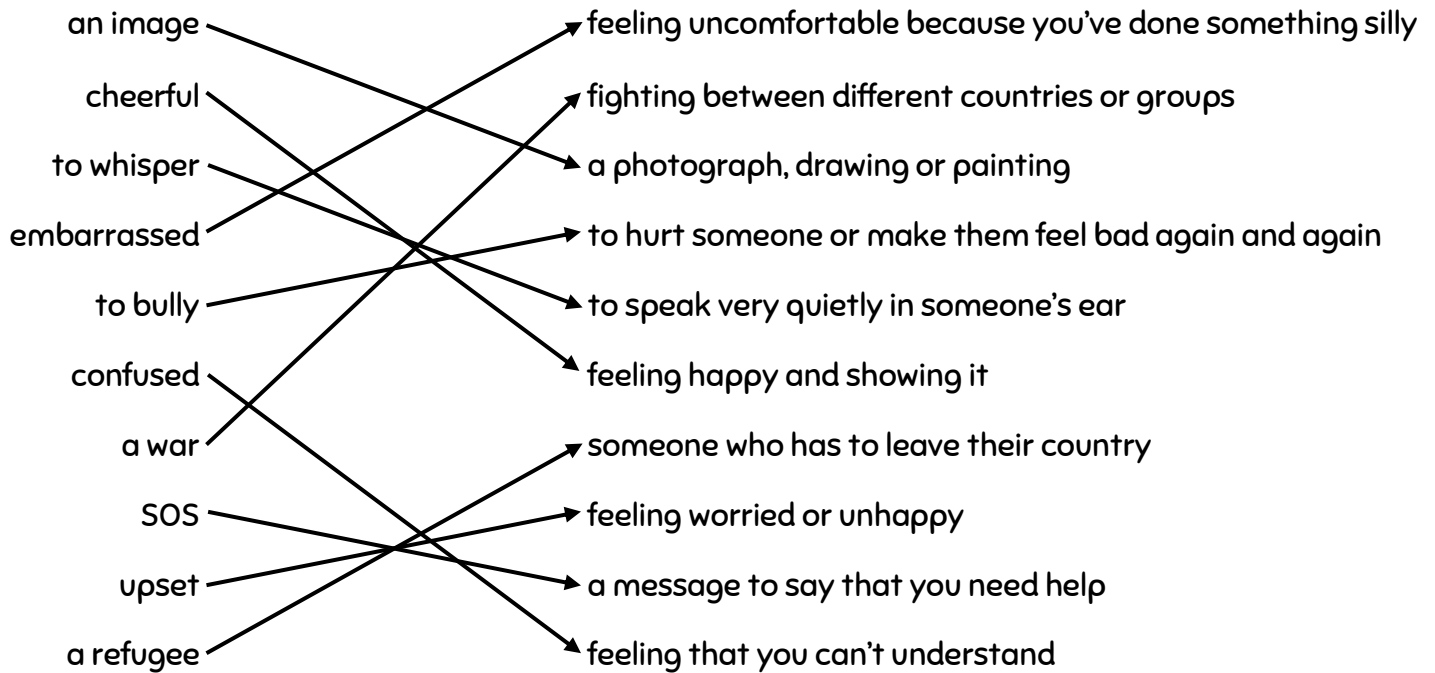 an image feeling uncomfortable because you've done something silly
cheerful fighting between different countries or groups
to whisper a photograph, drawing or painting
embarrassed to hurt someone or make them feel bad again and again
to bully to speak very quietly in someone's ear
confused feeling happy and showing it
a war someone who has to leave their country
SOS feeling worried or unhappy
upset a message to say that you need help
a refugee feeling that you can't understand